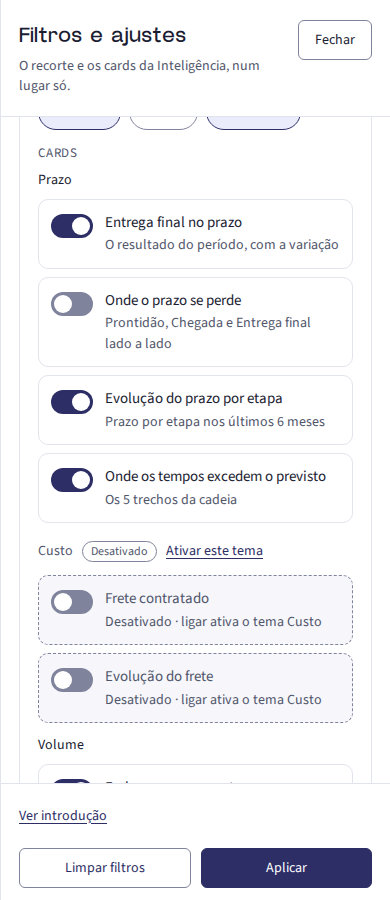 Filtros e ajustes
Fechar
O recorte e os cards da Inteligência, num
lugar só.
CARDS
Prazo
Entrega final no prazo
O resultado do período, com a variação
Onde o prazo se perde
Prontidão, Chegada e Entrega final
lado a lado
Evolução do prazo por etapa
Prazo por etapa nos últimos 6 meses
Onde os tempos excedem o previsto
Os 5 trechos da cadeia
Custo Desativado Ativar este tema
Frete contratado
Desativado · ligar ativa o tema Custo
Evolução do frete
Desativado · ligar ativa o tema Custo
Volume
Ver introdução
Limpar filtros
Aplicar